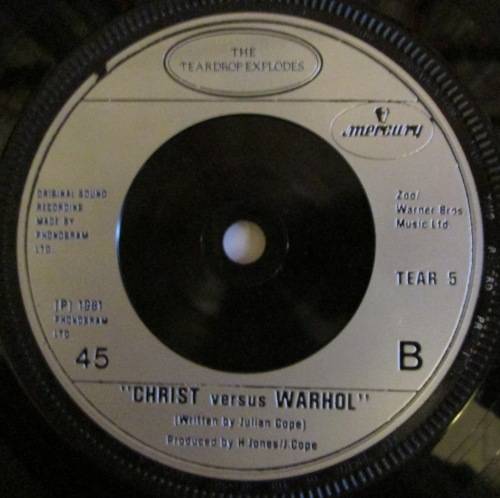 THE
TEARDROP EXPLODES
mercury
ORIGINAL SOUND
RECORDING
MADE BY
PHONOGRAM
LTD.
Zoo/
Warner Bros
Music Ltd
TEAR 5
(P) 1981
PHONOGRAM
LTD
45
B
"CHRIST versus WARHOL"
(Written by Julian Cope)
Produced by H.Jones/J.Cope